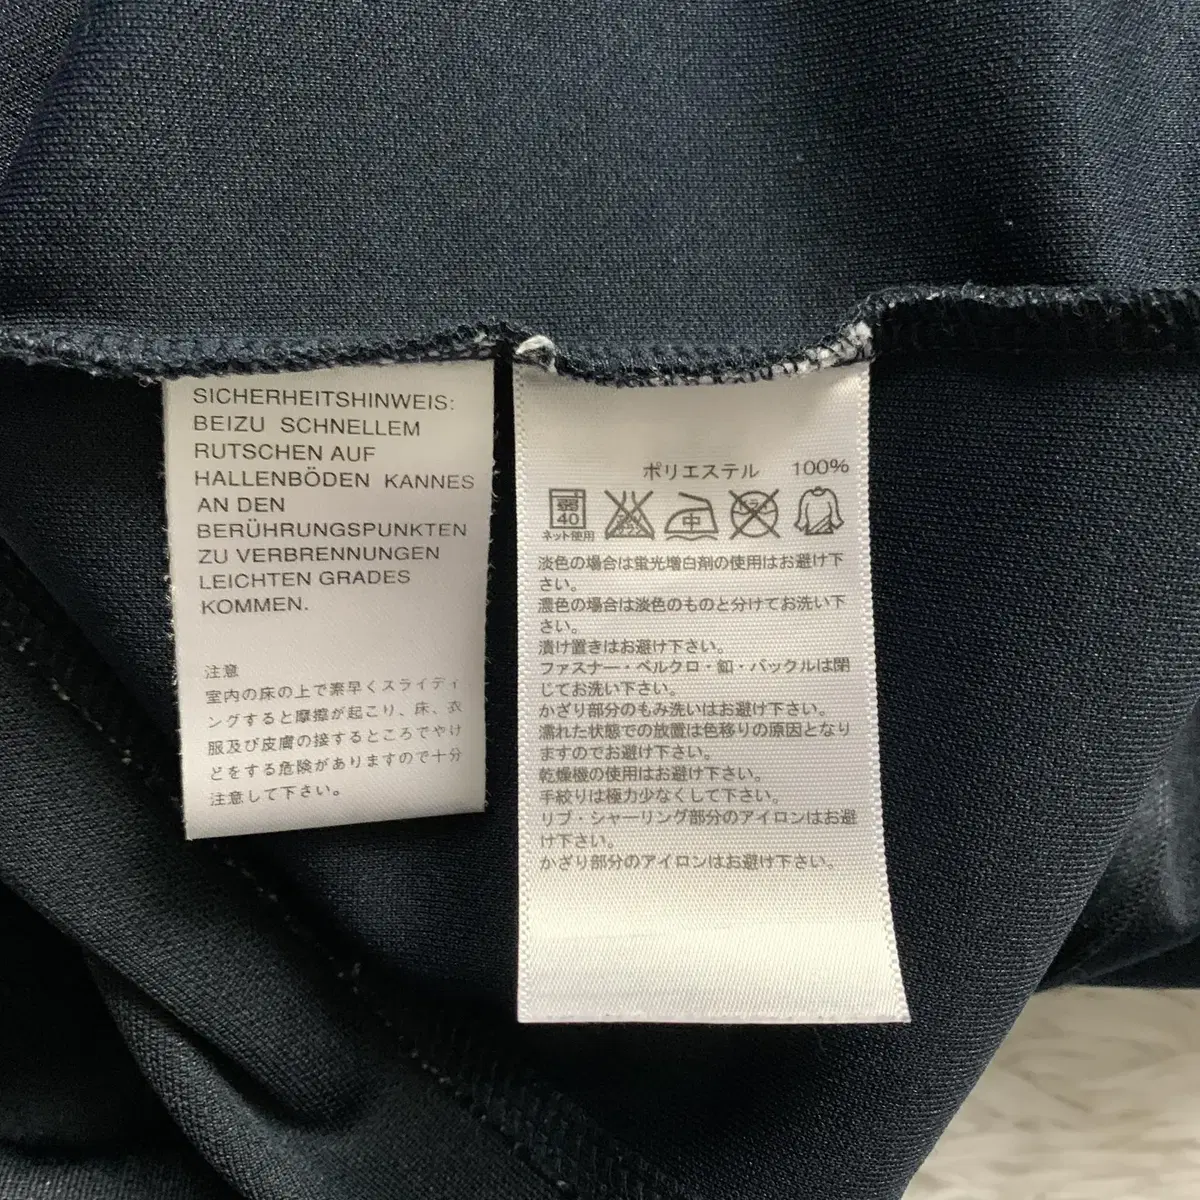 SICHERHEITSHINWEIS:
BEIZU SCHNELLEM
RUTSCHEN AUF
HALLENBÖDEN KANNES
AN DEN
BERÜHRUNGSPUNKTEN
ZU VERBRENNUNGEN
LEICHTEN GRADES
KOMMEN.
注意
室内の床の上で素早くスライディ
ングすると摩擦が起こり、床、衣
服及び皮膚の接するところでやけ
どをする危険がありますので十分
注意して下さい。
ポリエステル 100%
弱
40
ネット使用
中
淡色の場合は蛍光増白剤の使用はお避け下
さい。
濃色の場合は淡色のものと分けてお洗い下
さい。
漬け置きはお避け下さい。
ファスナー・ベルクロ・釦・バックルは閉
じてお洗い下さい。
かざり部分のもみ洗いはお避け下さい。
濡れた状態での放置は色移りの原因となり
ますのでお避け下さい。
乾燥機の使用はお避け下さい。
手絞りは極力少なくして下さい。
リブ・シャーリング部分のアイロンはお避
け下さい。
かざり部分のアイロンはお避け下さい。